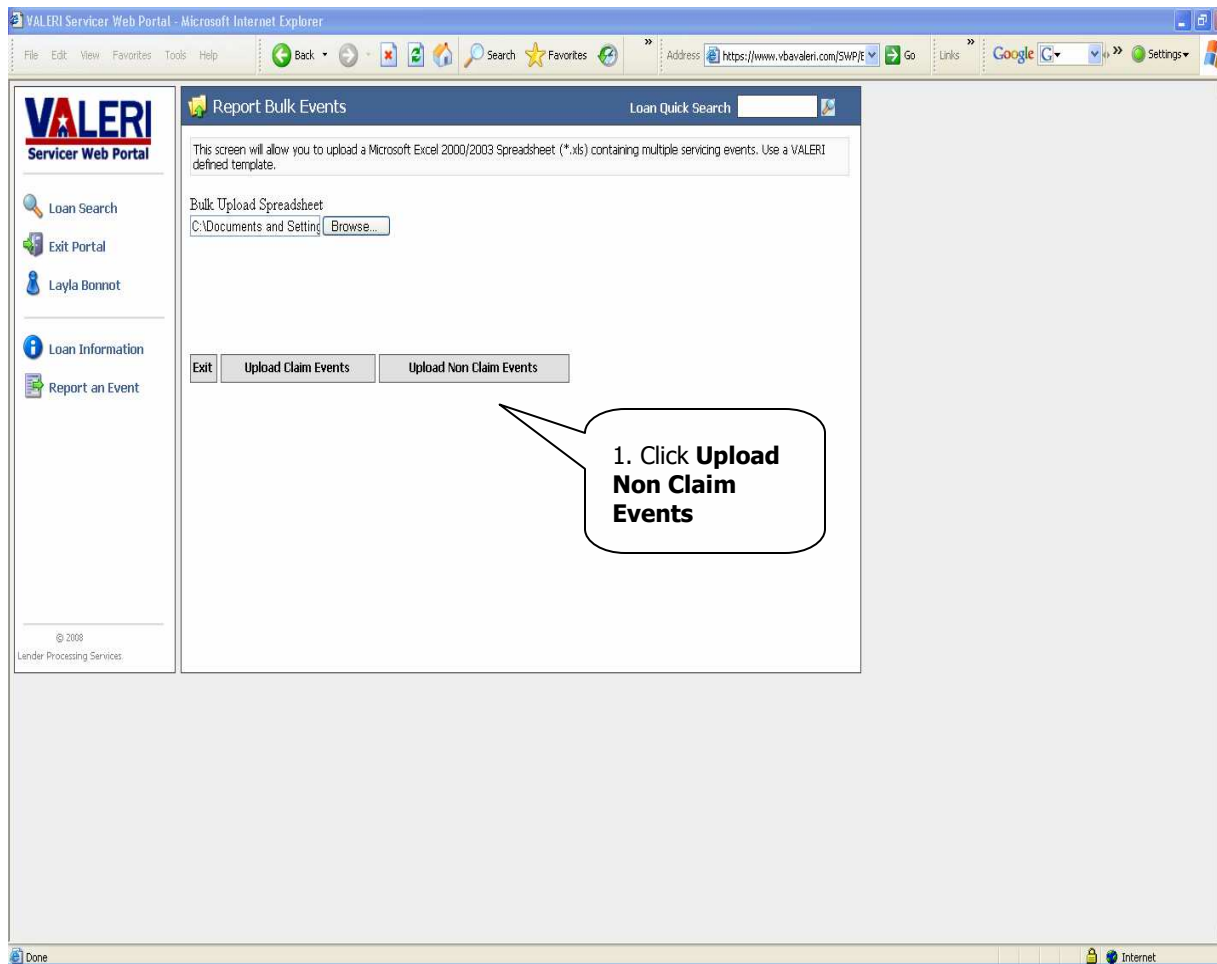 VALERI Servicer Web Portal - Microsoft Internet Explorer
File Edit View Favorites Tools Help Back Search Favorites » Address https://www.vbavaleri.com/SWP/E Go Links » Google G » Settings
VALERI
Servicer Web Portal
Loan Search
Exit Portal
Layla Bonnot
Loan Information
Report an Event
© 2008
Lender Processing Services
Report Bulk Events Loan Quick Search
This screen will allow you to upload a Microsoft Excel 2000/2003 Spreadsheet (*.xls) containing multiple servicing events. Use a VALERI
defined template.
Bulk Upload Spreadsheet
C:\Documents and Setting Browse...
Exit Upload Claim Events Upload Non Claim Events
1. Click Upload
Non Claim
Events
Done Internet